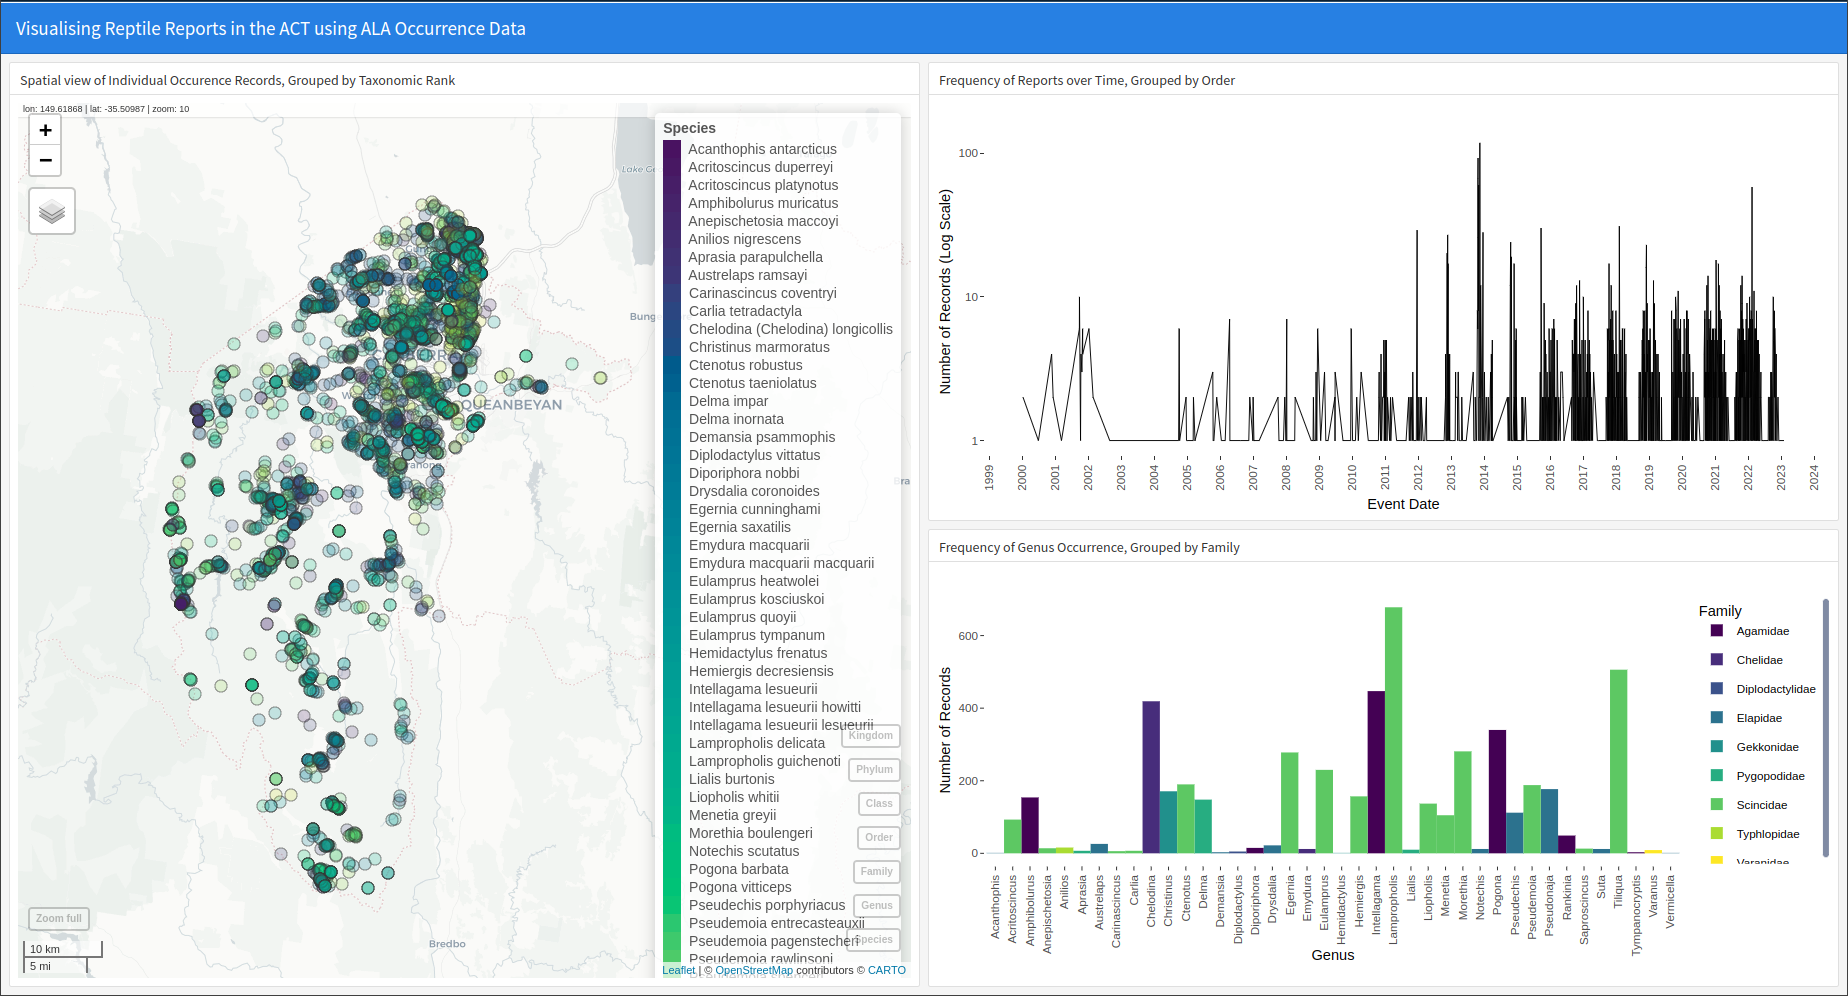 Visualising Reptile Reports in the ACT using ALA Occurrence Data
Spatial view of Individual Occurence Records, Grouped by Taxonomic Rank
lon: 149.61868 | lat: -35.50987 | zoom: 10
+
−
Lake Ge
Bung
QUEANBEYAN
Bra
Bredbo
Species
Acanthophis antarcticus
Acritoscincus duperreyi
Acritoscincus platynotus
Amphibolurus muricatus
Anepischetosia maccoyi
Anilios nigrescens
Aprasia parapulchella
Austrelaps ramsayi
Carinascincus coventryi
Carlia tetradactyla
Chelodina (Chelodina) longicollis
Christinus marmoratus
Ctenotus robustus
Ctenotus taeniolatus
Delma impar
Delma inornata
Demansia psammophis
Diplodactylus vittatus
Diporiphora nobbi
Drysdalia coronoides
Egernia cunninghami
Egernia saxatilis
Emydura macquarii
Emydura macquarii macquarii
Eulamprus heatwolei
Eulamprus kosciuskoi
Eulamprus quoyii
Eulamprus tympanum
Hemidactylus frenatus
Hemiergis decresiensis
Intellagama lesueurii
Intellagama lesueurii howitti
Intellagama lesueurii lesueurii
Lampropholis delicata
Lampropholis guichenoti
Lialis burtonis
Liopholis whitii
Menetia greyii
Morethia boulengeri
Notechis scutatus
Pogona barbata
Pogona vitticeps
Pseudechis porphyriacus
Pseudemoia entrecasteauxii
Pseudemoia pagenstecheri
Pseudemoia rawlinsoni
Kingdom
Phylum
Class
Order
Family
Genus
Species
Zoom full
10 km
5 mi
Leaflet | © OpenStreetMap contributors © CARTO
Frequency of Reports over Time, Grouped by Order
Number of Records (Log Scale)
100
10
1
1999 2000 2001 2002 2003 2004 2005 2006 2007 2008 2009 2010 2011 2012 2013 2014 2015 2016 2017 2018 2019 2020 2021 2022 2023 2024
Event Date
Frequency of Genus Occurrence, Grouped by Family
Number of Records
600
400
200
0
Acanthophis Acritoscincus Amphibolurus Anepischetosia Anilios Aprasia Austrelaps Carinascincus Carlia Chelodina Christinus Ctenotus Delma Demansia Diplodactylus Diporiphora Drysdalia Egernia Emydura Eulamprus Hemidactylus Hemiergis Intellagama Lampropholis Lialis Liopholis Menetia Morethia Notechis Pogona Pseudechis Pseudemoia Pseudonaja Rankinia Saproscincus Suta Tiliqua Tympanocryptis Varanus Vermicella
Genus
Family
Agamidae
Chelidae
Diplodactylidae
Elapidae
Gekkonidae
Pygopodidae
Scincidae
Typhlopidae
Varanidae